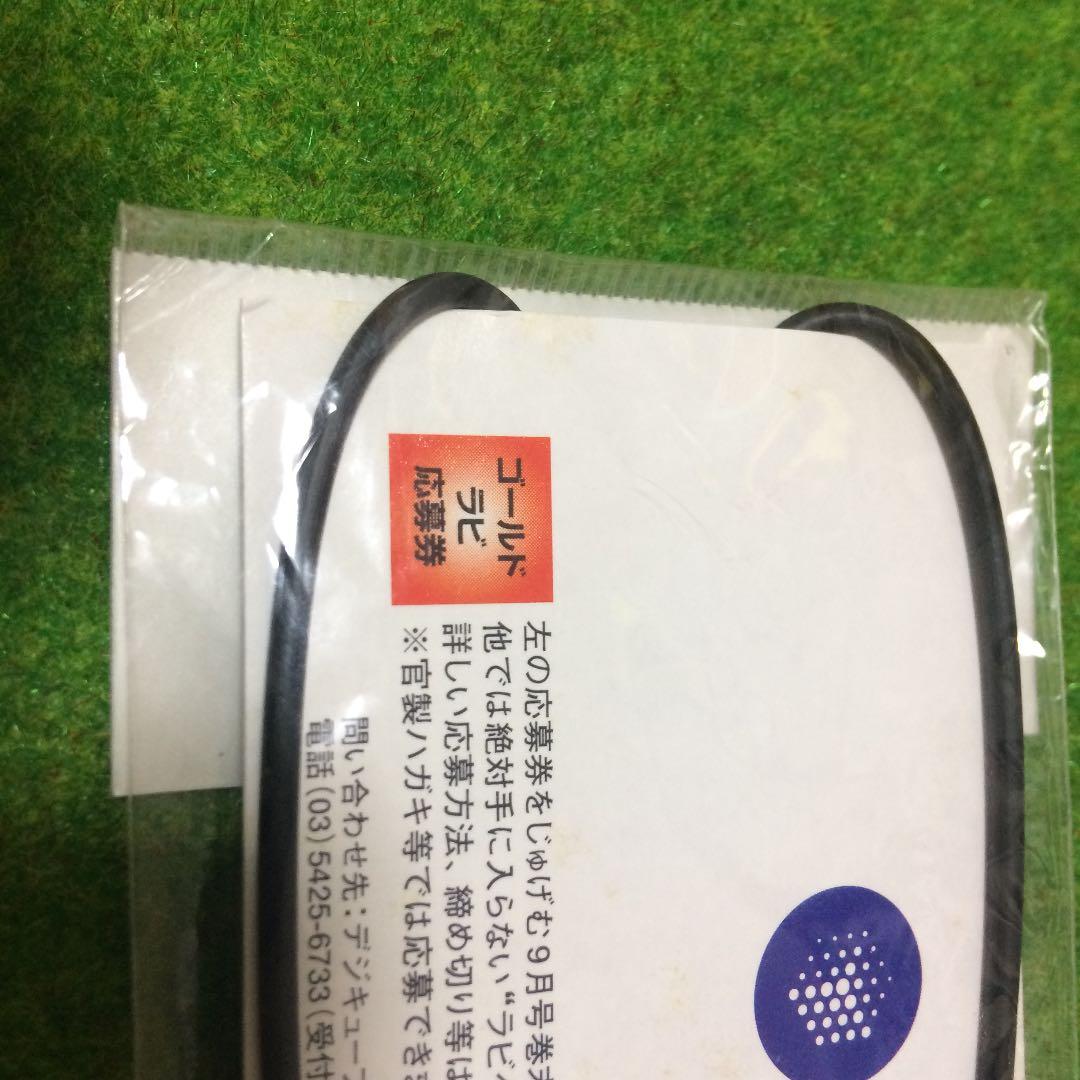 ゴールド
ラビ
応募券
左の応募券をじゅげむ9月号巻末
他では絶対手に入らない“ラビ
詳しい応募方法、締め切り等は
※官製ハガキ等では応募でき
問い合わせ先：デジキューブ
電話(03)5425-6733(受付